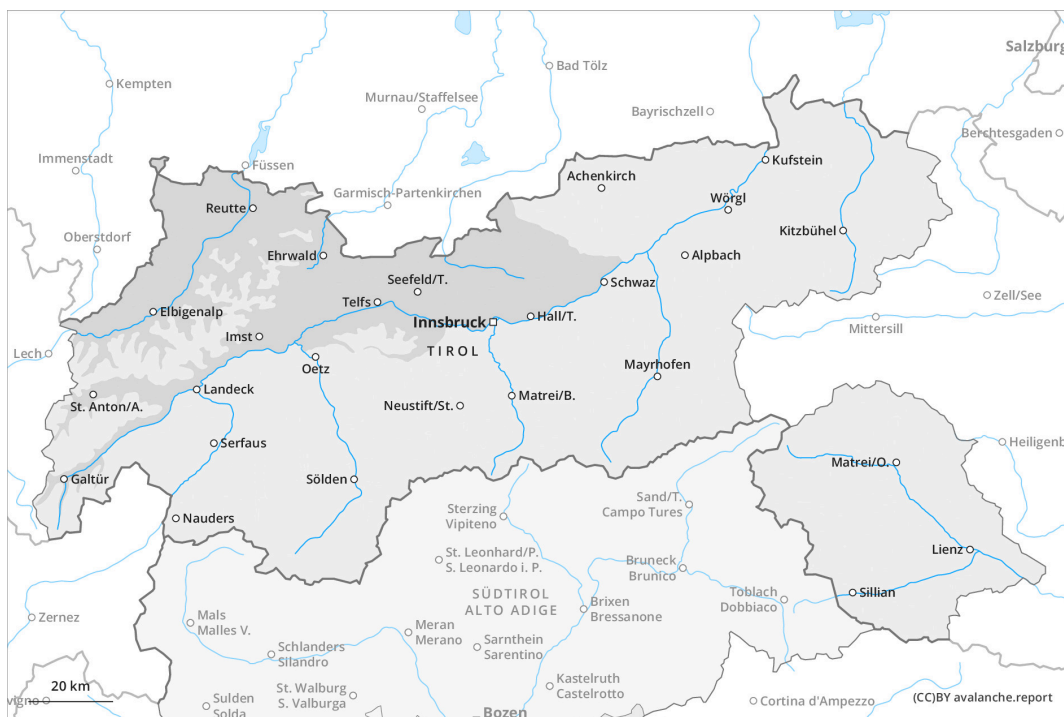 Salzburg
Kempten
Bad Tölz
Murnau/Staffelsee
Bayrischzell
Berchtesgaden
Immenstadt
Füssen
Kufstein
Achenkirch
Garmisch-Partenkirchen
Reutte
Wörgl
Oberstdorf
Kitzbühel
Ehrwald
Alpbach
Seefeld/T.
Schwaz
Zell/See
Telfs
Elbigenalp
Innsbruck
Hall/T.
Mittersill
Imst
TIROL
Lech
Oetz
Mayrhofen
Landeck
St. Anton/A.
Matrei/B.
Neustift/St.
Serfaus
Heiligenb
Matrei/O.
Galtür
Sölden
Sand/T.
Campo Tures
Nauders
Sterzing
Vipiteno
St. Leonhard/P.
S. Leonardo i. P.
Lienz
Bruneck
Brunico
SÜDTIROL
ALTO ADIGE
Toblach
Dobbiaco
Sillian
Brixen
Bressanone
Zernez
Mals
Malles V.
Meran
Merano
Sarnthein
Sarentino
Schlanders
Silandro
Kastelruth
Castelrotto
20 km
St. Walburg
S. Valburga
Sulden
Solda
vigno
Cortina d'Ampezzo
(CC)BY avalanche.report
Bozen